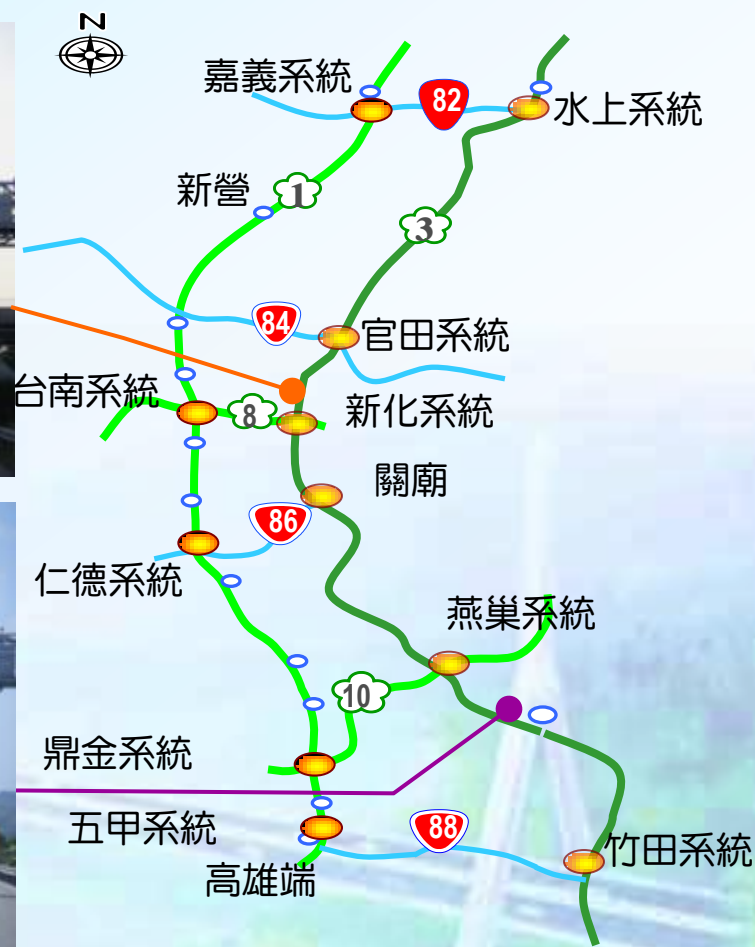 N
嘉義系統
82
水上系統
新營
1
3
84
官田系統
台南系統
8
新化系統
關廟
86
仁德系統
燕巢系統
10
鼎金系統
五甲系統
88
竹田系統
高雄端